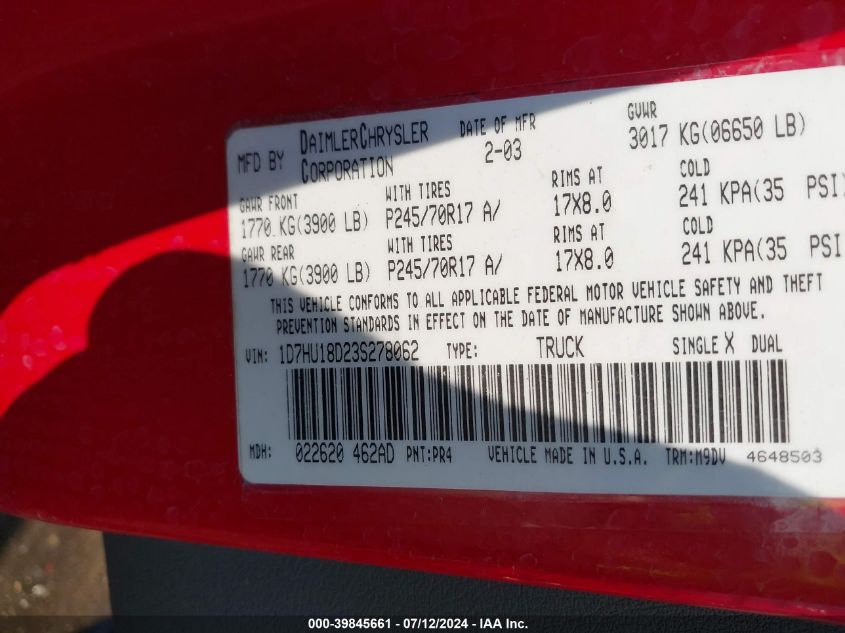 MFD BY DAIMLERCHRYSLER CORPORATION DATE OF MFR 2-03 GVWR 3017 KG(06650 LB)
GAWR FRONT WITH TIRES RIMS AT COLD
1770 KG(3900 LB) P245/70R17 A/ 17X8.0 241 KPA(35 PSI)
GAWR REAR WITH TIRES RIMS AT COLD
1770 KG(3900 LB) P245/70R17 A/ 17X8.0 241 KPA(35 PSI
THIS VEHICLE CONFORMS TO ALL APPLICABLE FEDERAL MOTOR VEHICLE SAFETY AND THEFT
PREVENTION STANDARDS IN EFFECT ON THE DATE OF MANUFACTURE SHOWN ABOVE.
VIN: 1D7HU18D23S278062 TYPE: TRUCK SINGLE X DUAL
MDH: 022620 462AD PNT:PR4 VEHICLE MADE IN U.S.A. TRM:M9DV 4648503
000-39845661 - 07/12/2024 - IAA Inc.